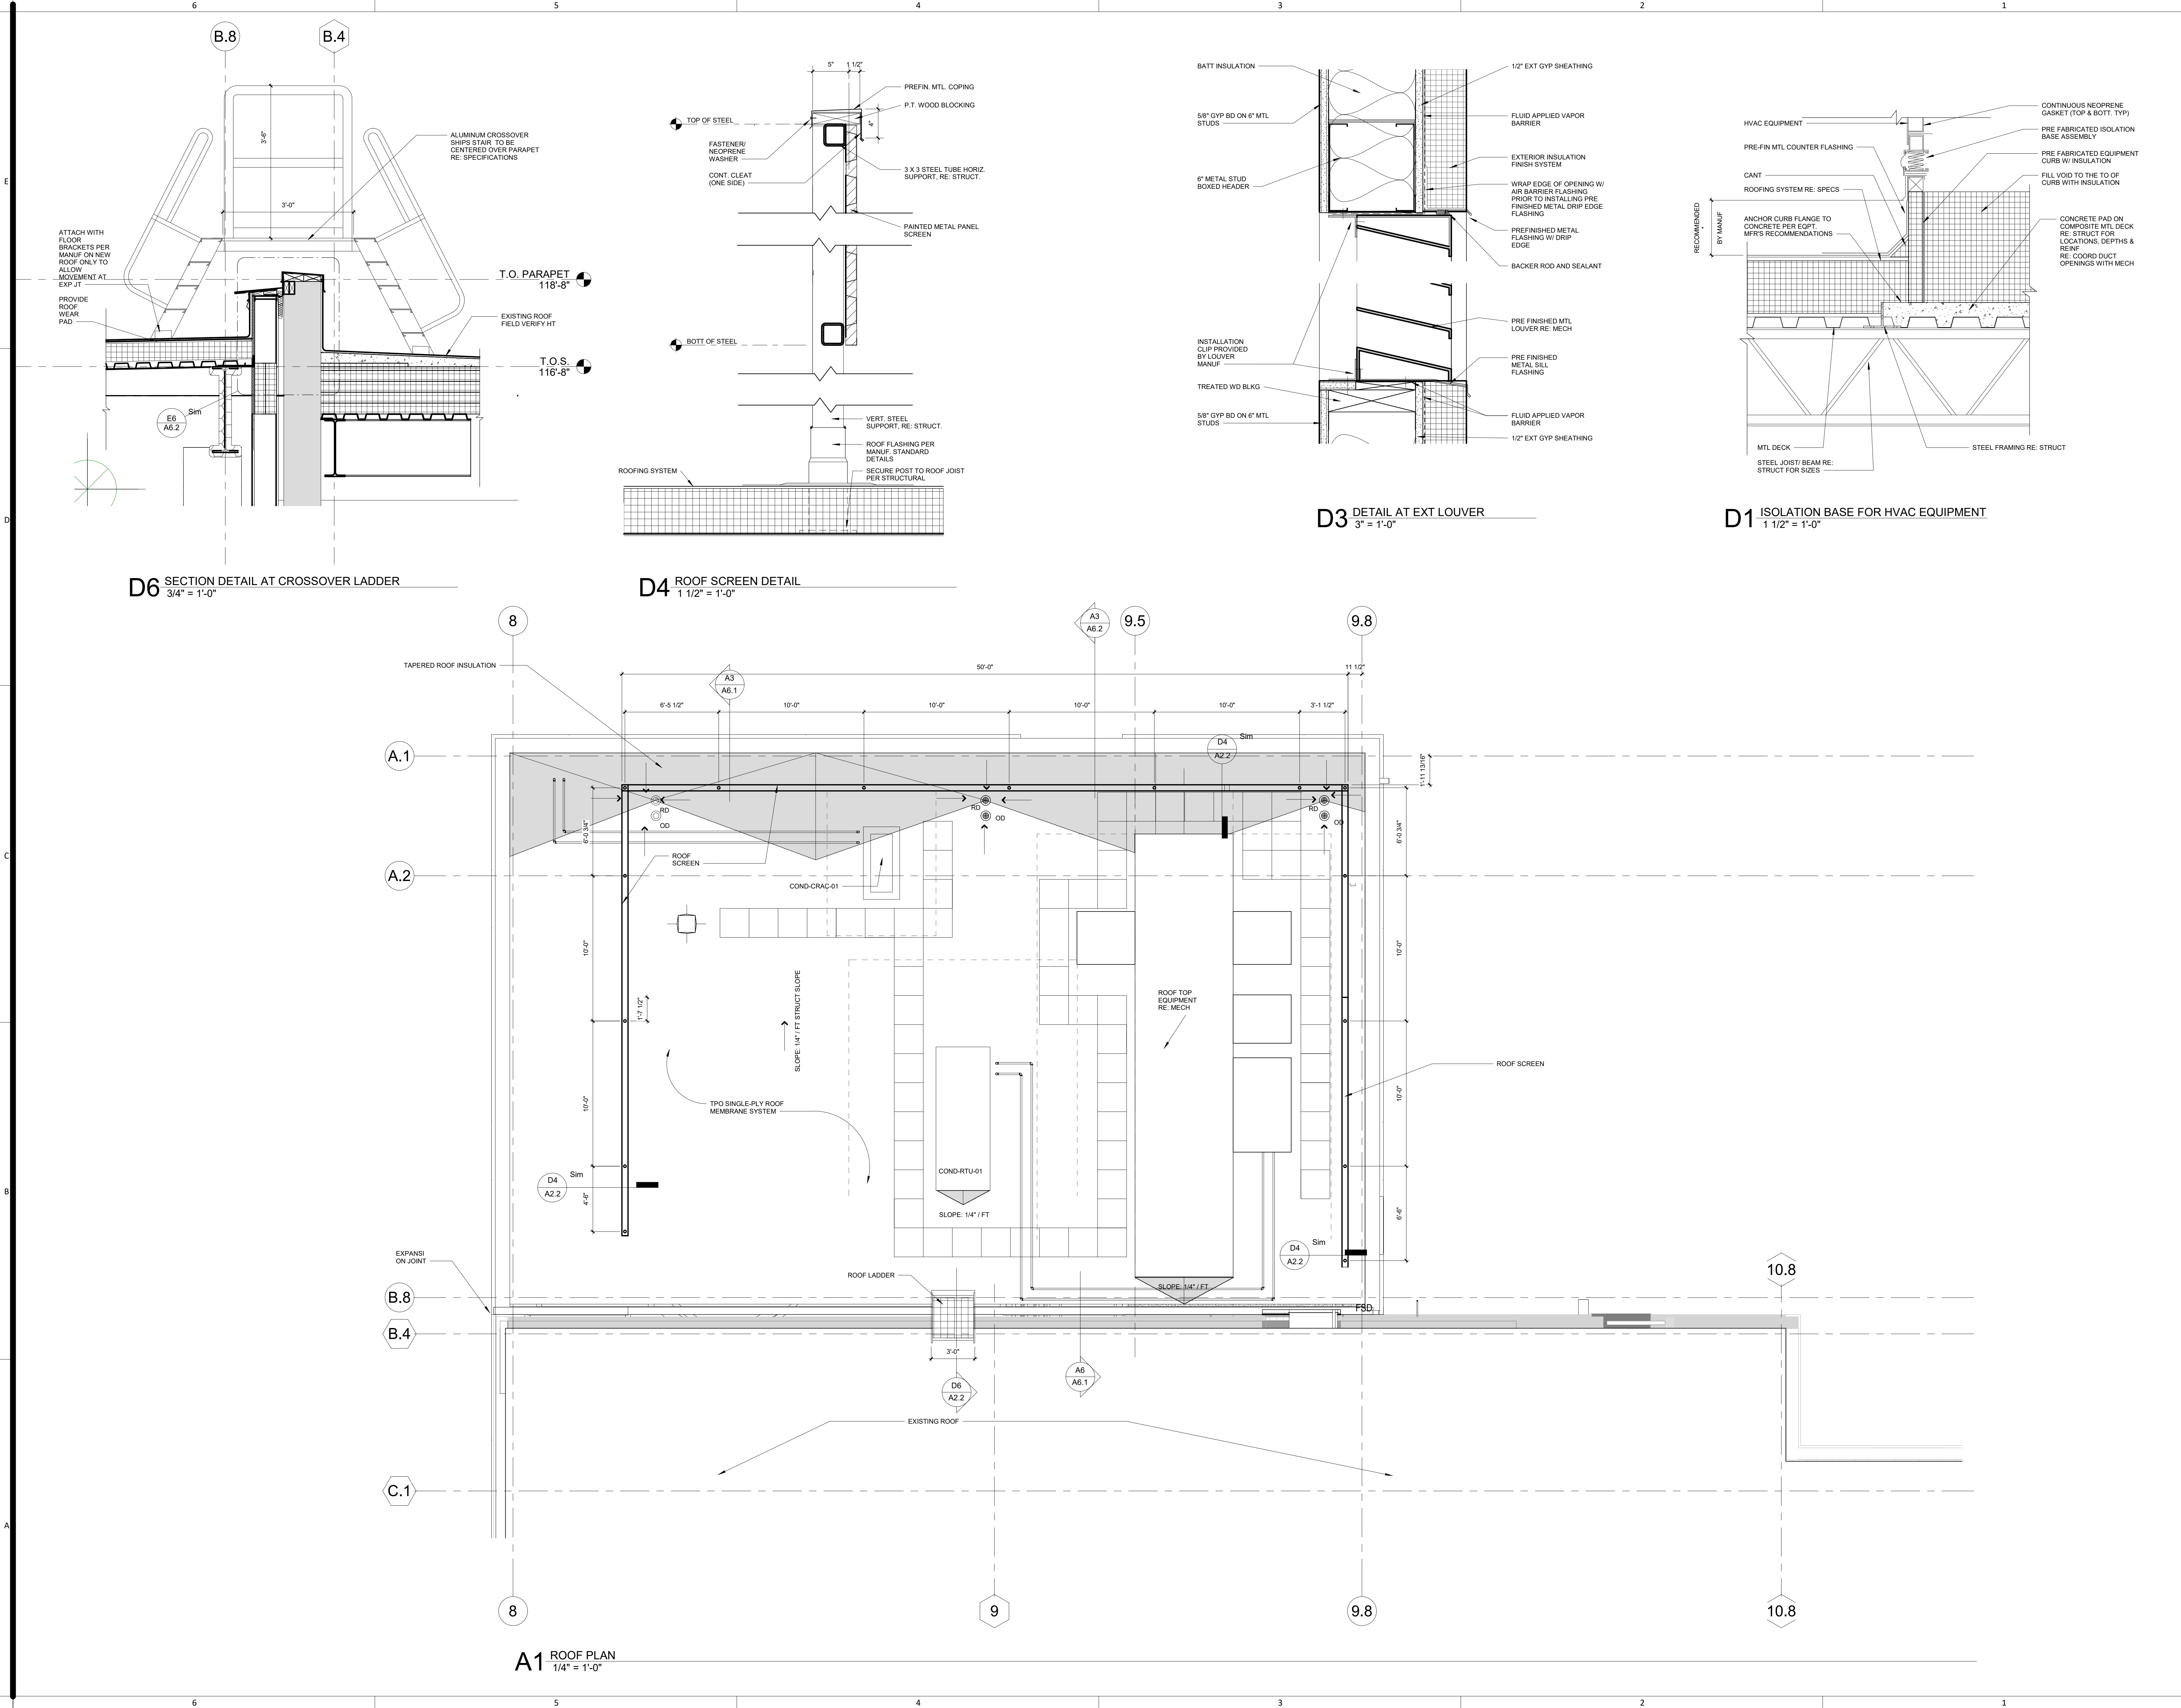 6
5
4
3
2
1
E
D
C
B
A
B.8
B.4
3'-6"
3'-0"
ALUMINUM CROSSOVER
SHIPS STAIR TO BE
CENTERED OVER PARAPET
RE: SPECIFICATIONS
ATTACH WITH
FLOOR
BRACKETS PER
MANUF ON NEW
ROOF ONLY TO
ALLOW
MOVEMENT AT
EXP JT
PROVIDE
ROOF
WEAR
PAD
T.O. PARAPET
118'-8"
EXISTING ROOF
FIELD VERIFY HT
T.O.S.
116'-8"
E6
A6.2
Sim
D6
SECTION DETAIL AT CROSSOVER LADDER
3/4" = 1'-0"
5"
1 1/2"
4"
PREFIN. MTL. COPING
P.T. WOOD BLOCKING
TOP OF STEEL
FASTENER/
NEOPRENE
WASHER
CONT. CLEAT
(ONE SIDE)
3 X 3 STEEL TUBE HORIZ.
SUPPORT, RE: STRUCT.
PAINTED METAL PANEL
SCREEN
BOTT OF STEEL
VERT. STEEL
SUPPORT, RE: STRUCT.
ROOF FLASHING PER
MANUF. STANDARD
DETAILS
ROOFING SYSTEM
SECURE POST TO ROOF JOIST
PER STRUCTURAL
D4
ROOF SCREEN DETAIL
1 1/2" = 1'-0"
BATT INSULATION
5/8" GYP BD ON 6" MTL
STUDS
6" METAL STUD
BOXED HEADER
1/2" EXT GYP SHEATHING
FLUID APPLIED VAPOR
BARRIER
EXTERIOR INSULATION
FINISH SYSTEM
WRAP EDGE OF OPENING W/
AIR BARRIER FLASHING
PRIOR TO INSTALLING PRE
FINISHED METAL DRIP EDGE
FLASHING
PREFINISHED METAL
FLASHING W/ DRIP
EDGE
BACKER ROD AND SEALANT
PRE FINISHED MTL
LOUVER RE: MECH
INSTALLATION
CLIP PROVIDED
BY LOUVER
MANUF
PRE FINISHED
METAL SILL
FLASHING
TREATED WD BLKG
5/8" GYP BD ON 6" MTL
STUDS
FLUID APPLIED VAPOR
BARRIER
1/2" EXT GYP SHEATHING
D3
DETAIL AT EXT LOUVER
3" = 1'-0"
HVAC EQUIPMENT
PRE-FIN MTL COUNTER FLASHING
CANT
ROOFING SYSTEM RE: SPECS
RECOMMENDED
BY MANUF
ANCHOR CURB FLANGE TO
CONCRETE PER EQPT.
MFR'S RECOMMENDATIONS
CONTINUOUS NEOPRENE
GASKET (TOP & BOTT. TYP)
PRE FABRICATED ISOLATION
BASE ASSEMBLY
PRE FABRICATED EQUIPMENT
CURB W/ INSULATION
FILL VOID TO THE TO OF
CURB WITH INSULATION
CONCRETE PAD ON
COMPOSITE MTL DECK
RE: STRUCT FOR
LOCATIONS, DEPTHS &
REINF
RE: COORD DUCT
OPENINGS WITH MECH
MTL DECK
STEEL FRAMING RE: STRUCT
STEEL JOIST/ BEAM RE:
STRUCT FOR SIZES
D1
ISOLATION BASE FOR HVAC EQUIPMENT
1 1/2" = 1'-0"
8
9.5
9.8
A3
A6.2
A3
A6.1
TAPERED ROOF INSULATION
50'-0"
11 1/2"
6'-5 1/2"
10'-0"
10'-0"
10'-0"
10'-0"
3'-1 1/2"
A.1
D4
A2.2
Sim
1'-11 13/16"
RD
OD
RD
OD
RD
OD
6'-0 3/4"
6'-0 3/4"
ROOF
SCREEN
A.2
COND-CRAC-01
10'-0"
10'-0"
1'-7 1/2"
SLOPE: 1/4" / FT STRUCT SLOPE
ROOF TOP
EQUIPMENT
RE: MECH
ROOF SCREEN
10'-0"
10'-0"
TPO SINGLE-PLY ROOF
MEMBRANE SYSTEM
D4
A2.2
Sim
COND-RTU-01
4'-6"
6'-6"
SLOPE: 1/4" / FT
D4
A2.2
Sim
EXPANSI
ON JOINT
ROOF LADDER
SLOPE: 1/4" / FT
10.8
B.8
FSD
B.4
3'-0"
D6
A2.2
A6
A6.1
EXISTING ROOF
C.1
8
9
9.8
10.8
A1
ROOF PLAN
1/4" = 1'-0"
6
5
4
3
2
1